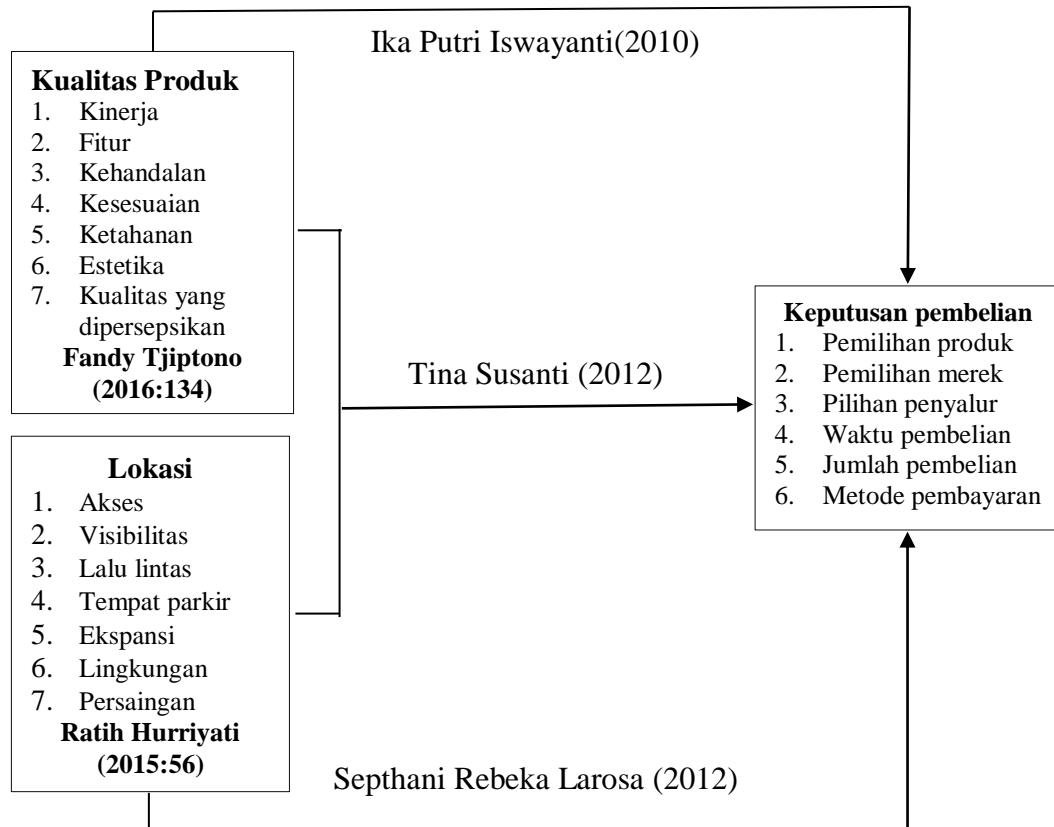 Ika Putri Iswayanti(2010)
Kualitas Produk
1. Kinerja
2. Fitur
3. Kehandalan
4. Kesesuaian
5. Ketahanan
6. Estetika
7. Kualitas yang
dipersepsikan
Fandy Tjiptono
(2016:134)
Tina Susanti (2012)
Keputusan pembelian
1. Pemilihan produk
2. Pemilihan merek
3. Pilihan penyalur
4. Waktu pembelian
5. Jumlah pembelian
6. Metode pembayaran
Lokasi
1. Akses
2. Visibilitas
3. Lalu lintas
4. Tempat parkir
5. Ekspansi
6. Lingkungan
7. Persaingan
Ratih Hurriyati
(2015:56)
Septhani Rebeka Larosa (2012)